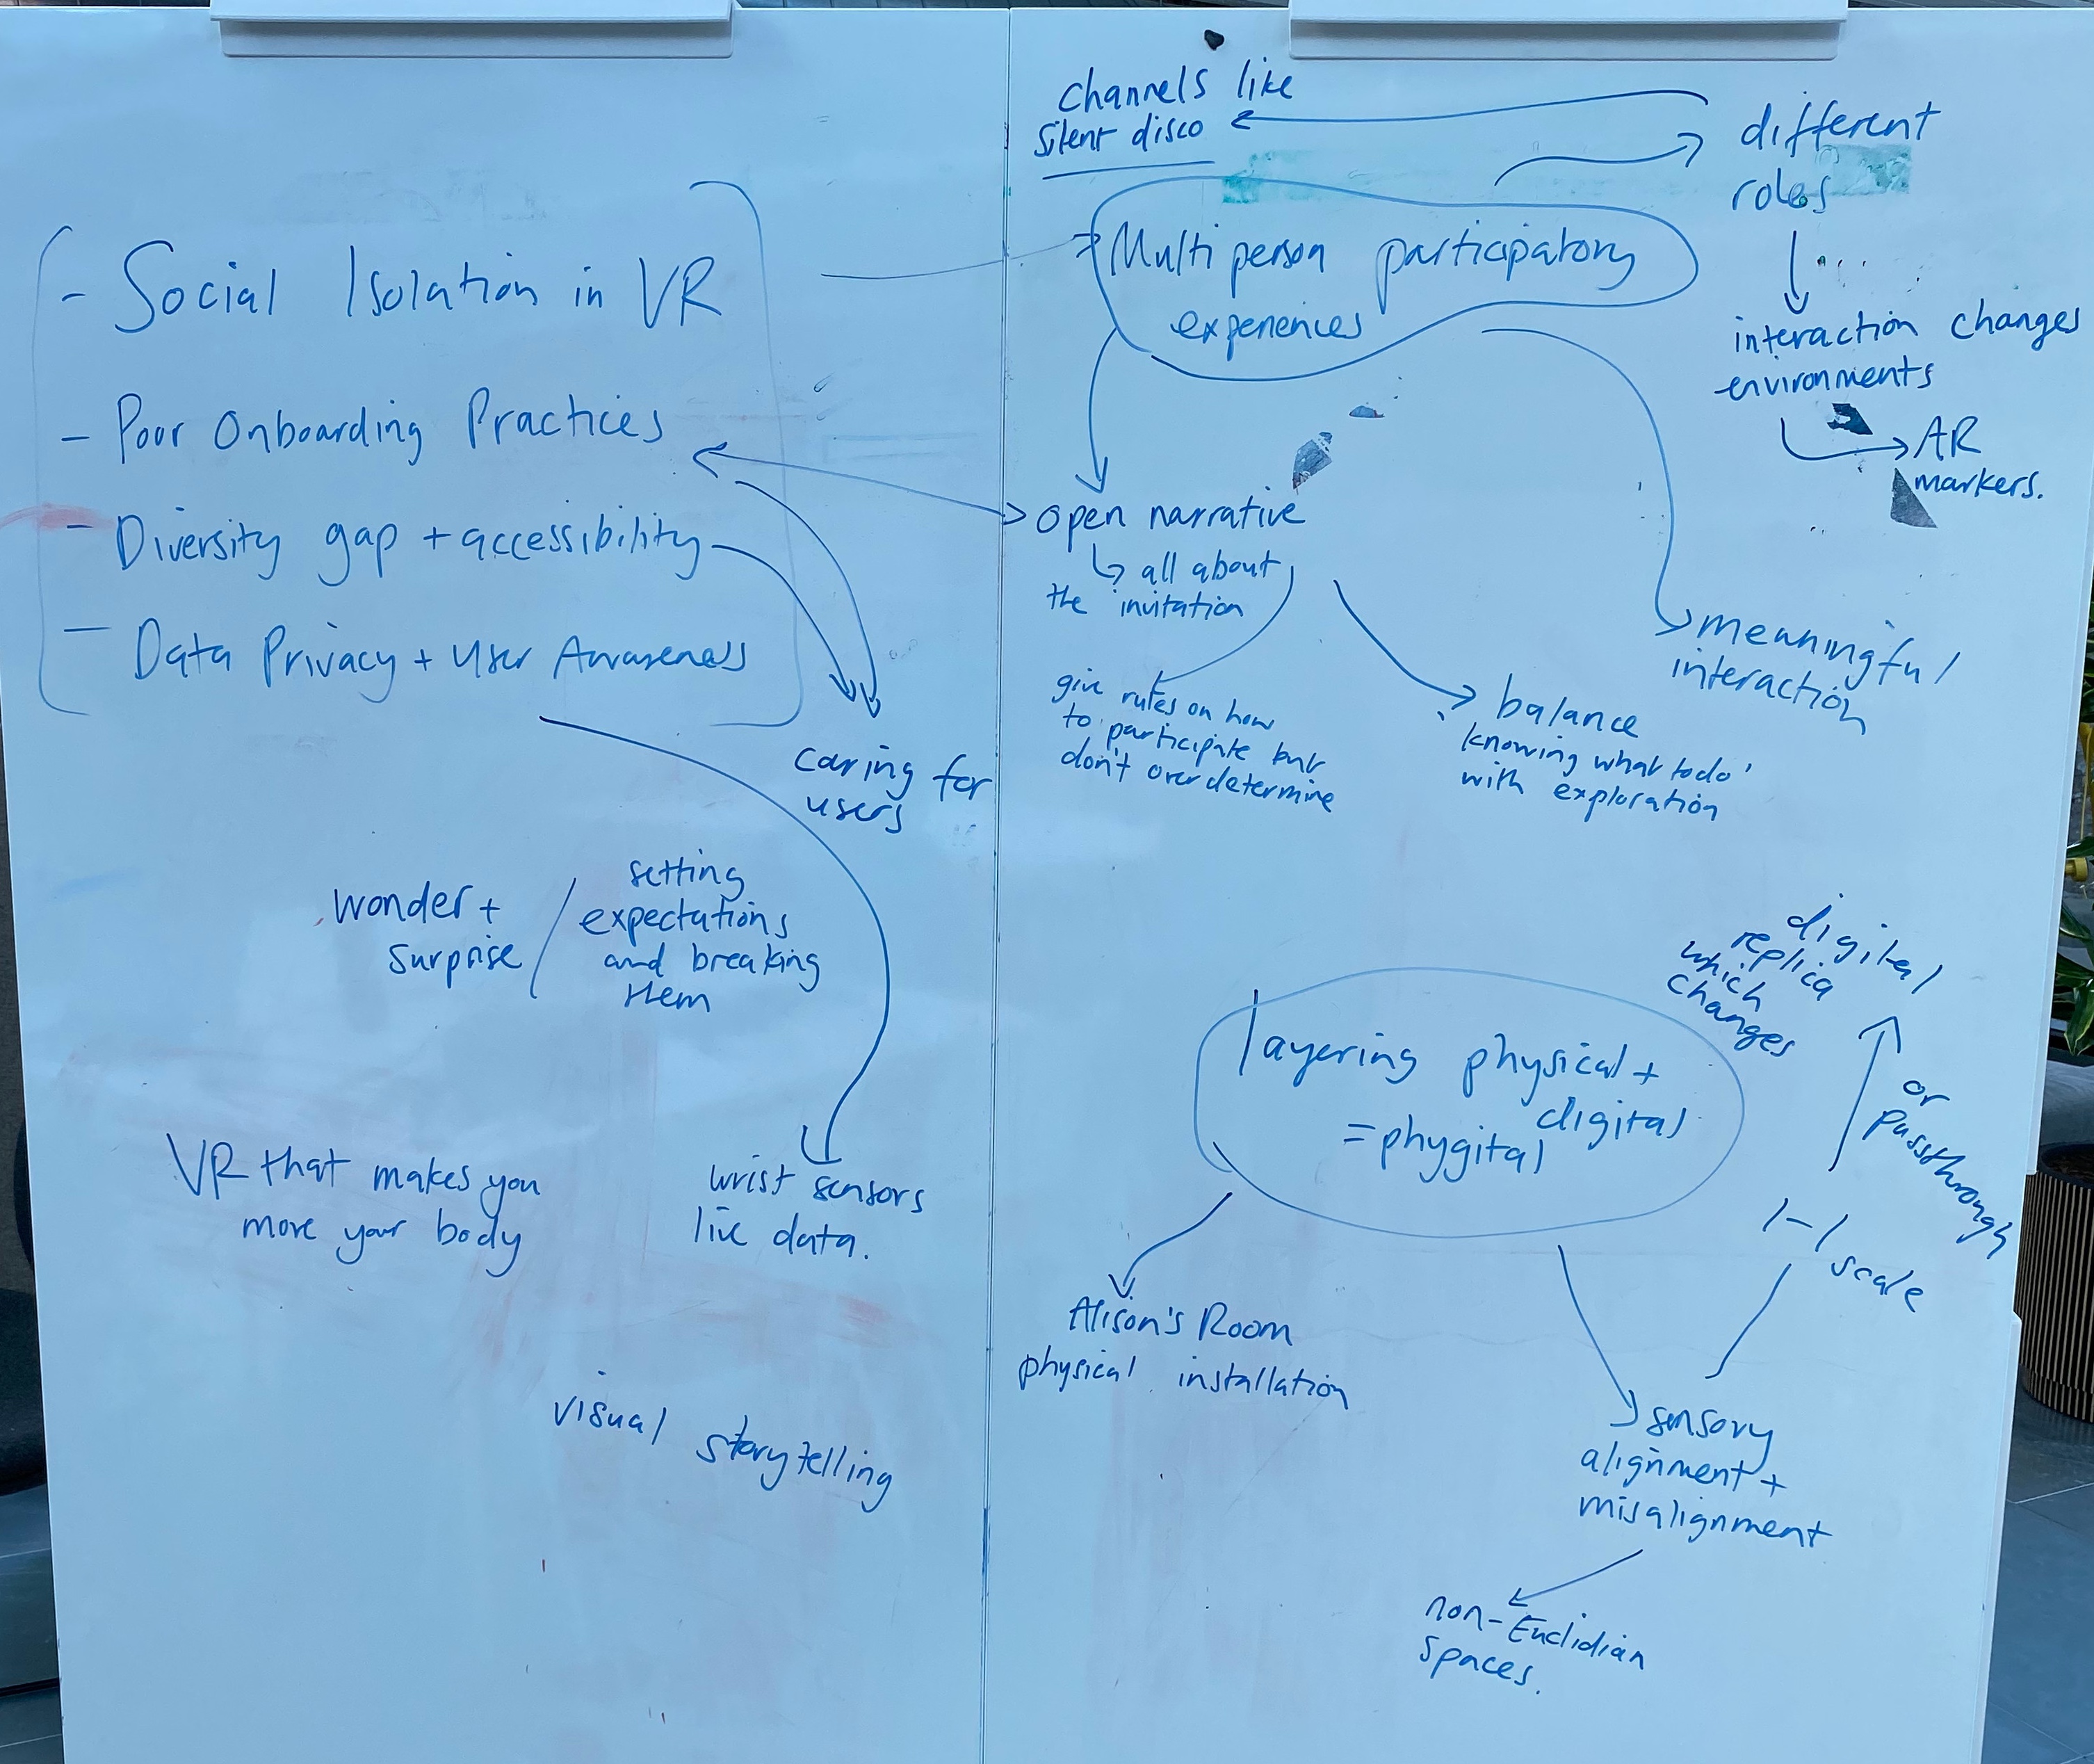 - Social Isolation in VR
- Poor Onboarding Practices
- Diversity gap + accessibility
- Data Privacy + User Awareness
caring for
users
wonder +
surprise /
setting
expectations
and breaking
them
VR that makes you
move your body
wrist sensors
live data.
visual storytelling
channels like
silent disco
different
roles
Multi person participatory
experiences
interaction changes
environments
AR
markers.
open narrative
all about
the invitation
give rules on how
to participate but
don't over determine
balance
'knowing what to do'
with exploration
meaningful
interaction
digital
replica
which
changes
or
passthrough
layering physical +
digital
= phygital
1-1 scale
Alison's Room
physical installation
sensory
alignment +
misalignment
non-Euclidian
spaces.